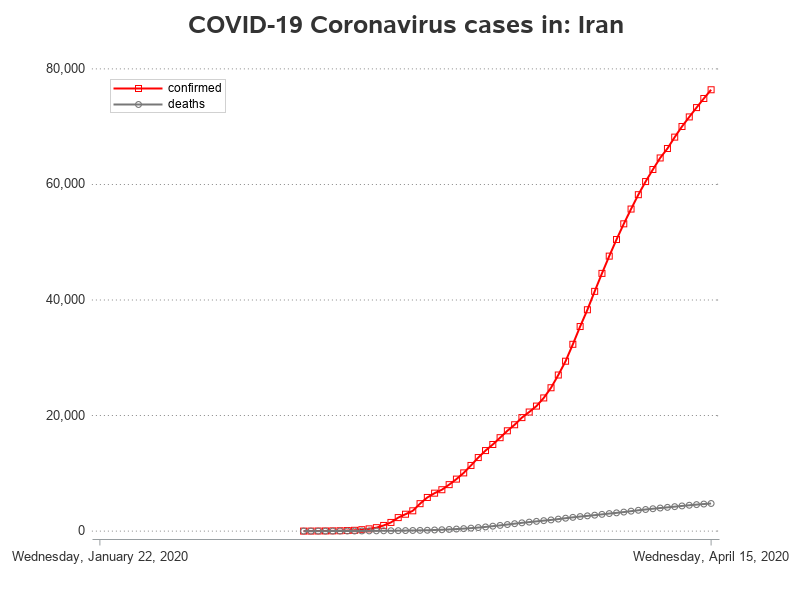 COVID-19 Coronavirus cases in: Iran
80,000
confirmed
deaths
60,000
40,000
20,000
0
Wednesday, January 22, 2020 Wednesday, April 15, 2020